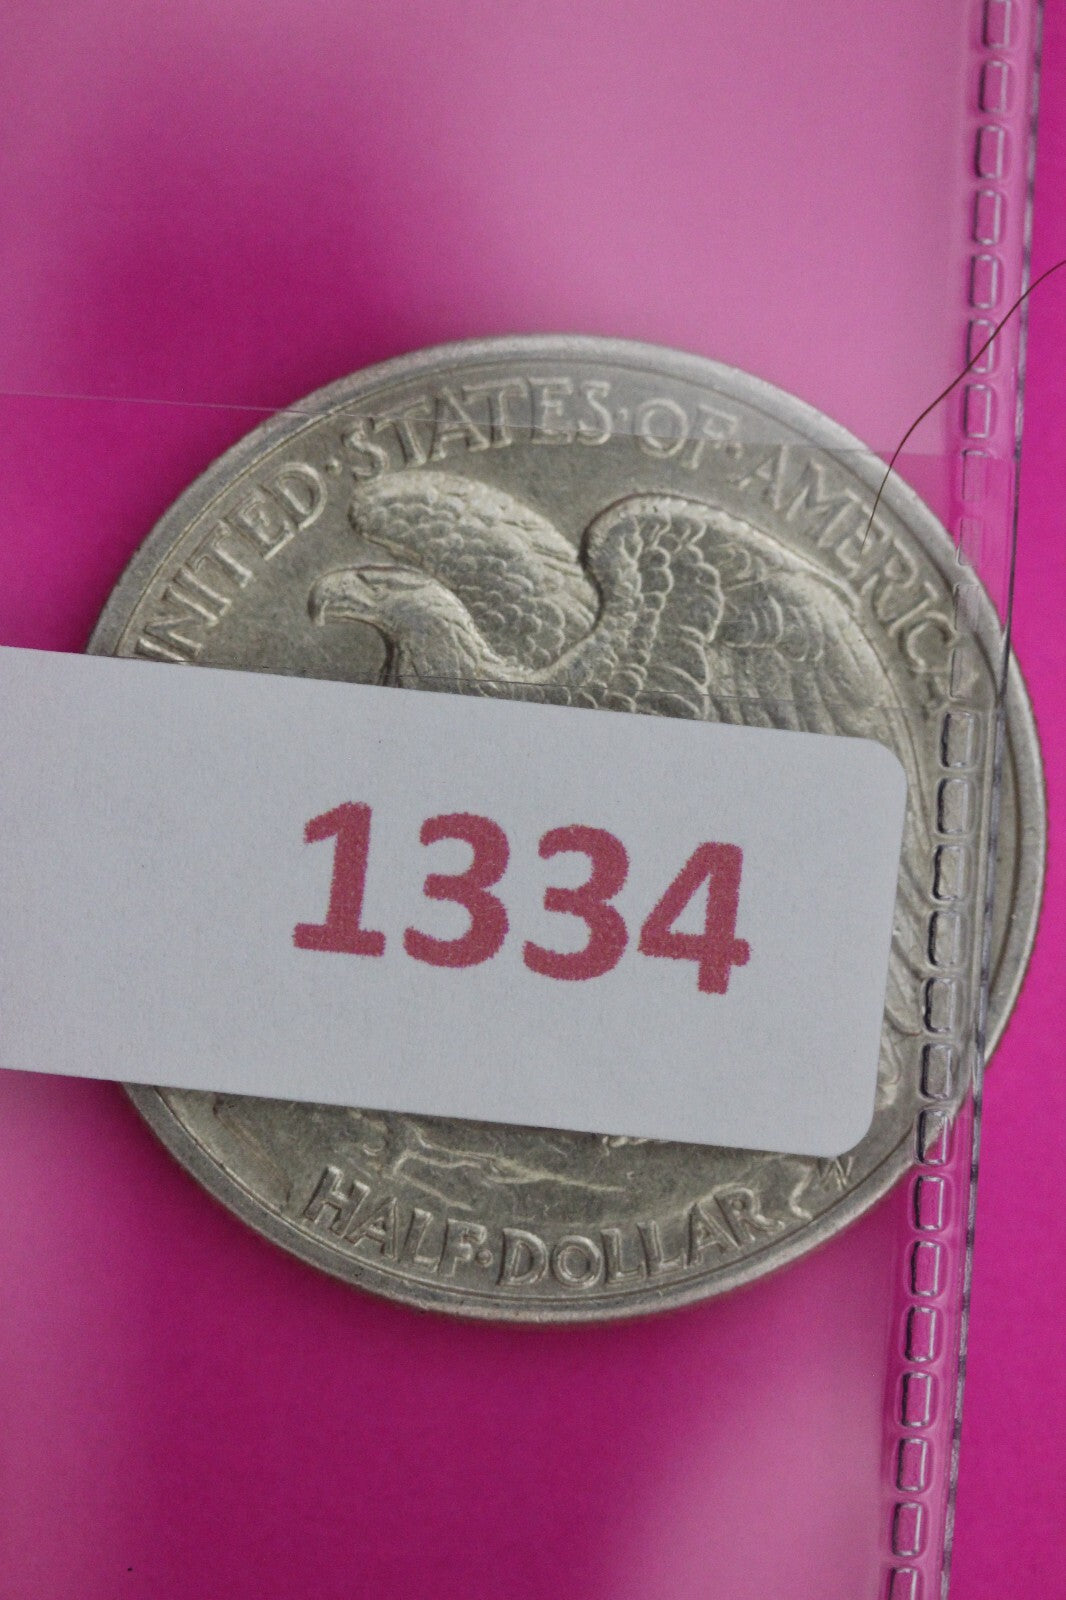 UNITED·STATES·OF·AMERICA
1334
HALF·DOLLAR
W